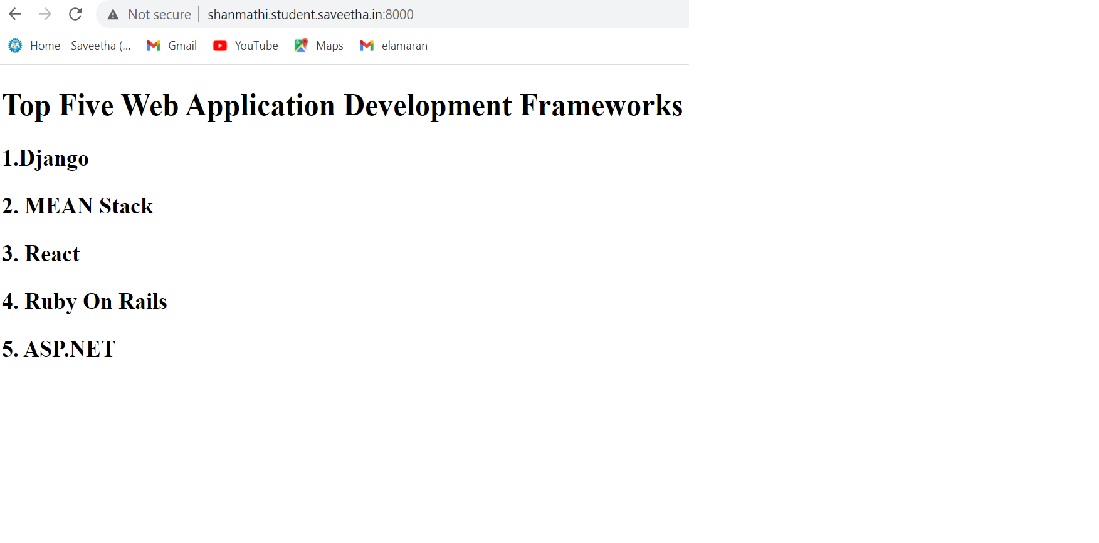 Not secure shanmathi.student.saveetha.in:8000
Home Saveetha (... Gmail YouTube Maps elamaran
Top Five Web Application Development Frameworks
1.Django
2. MEAN Stack
3. React
4. Ruby On Rails
5. ASP.NET